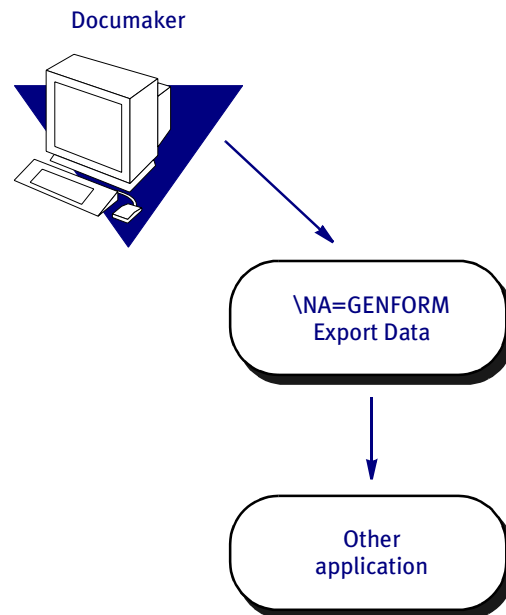 Documaker
\NA=GENFORM
Export Data
Other
application